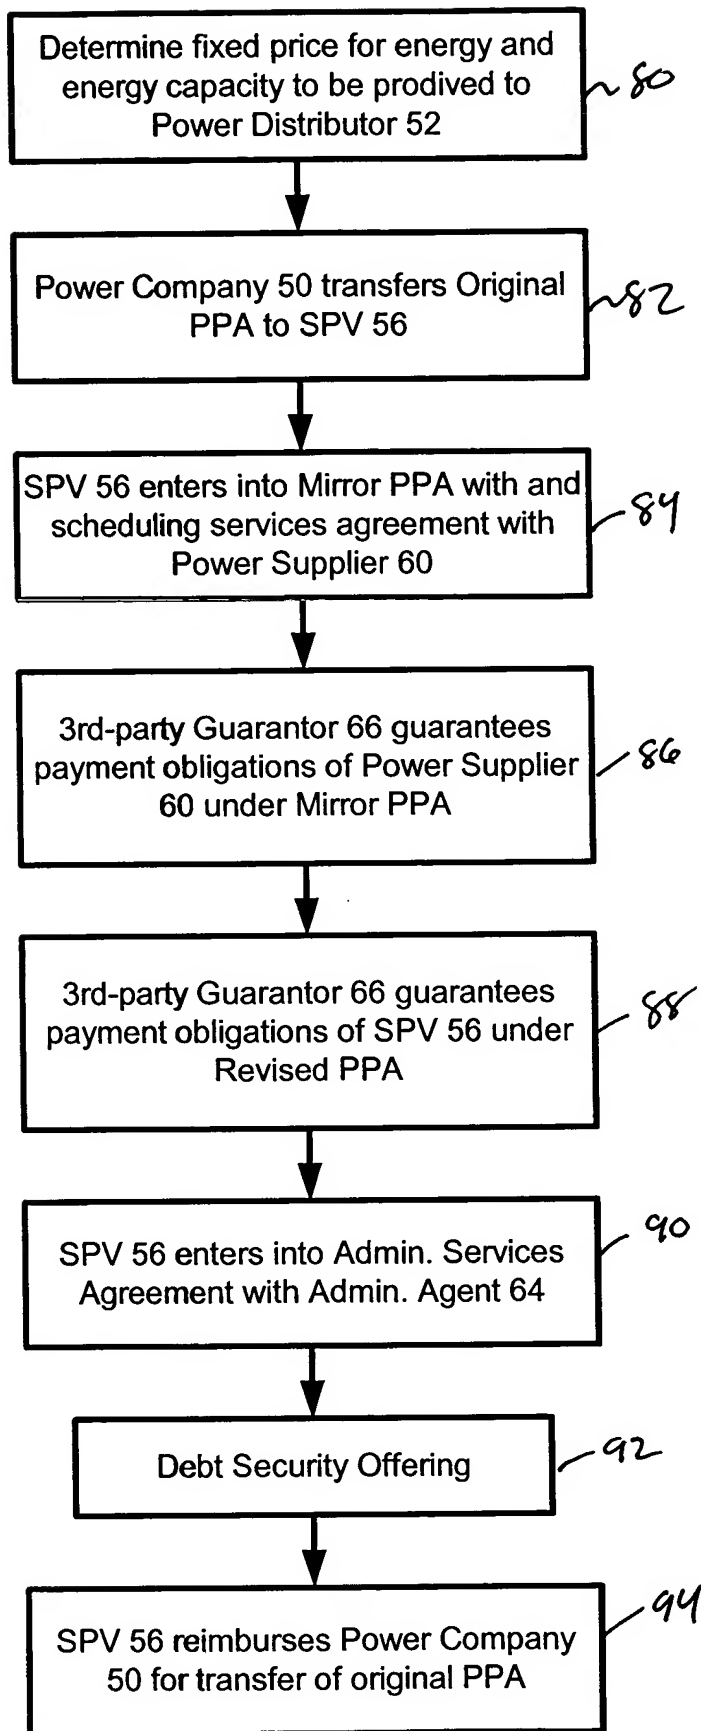 Determine fixed price for energy and
energy capacity to be prodived to
Power Distributor 52
80
Power Company 50 transfers Original
PPA to SPV 56
82
SPV 56 enters into Mirror PPA with and
scheduling services agreement with
Power Supplier 60
84
3rd-party Guarantor 66 guarantees
payment obligations of Power Supplier
60 under Mirror PPA
86
3rd-party Guarantor 66 guarantees
payment obligations of SPV 56 under
Revised PPA
88
SPV 56 enters into Admin. Services
Agreement with Admin. Agent 64
90
Debt Security Offering
92
SPV 56 reimburses Power Company
50 for transfer of original PPA
94